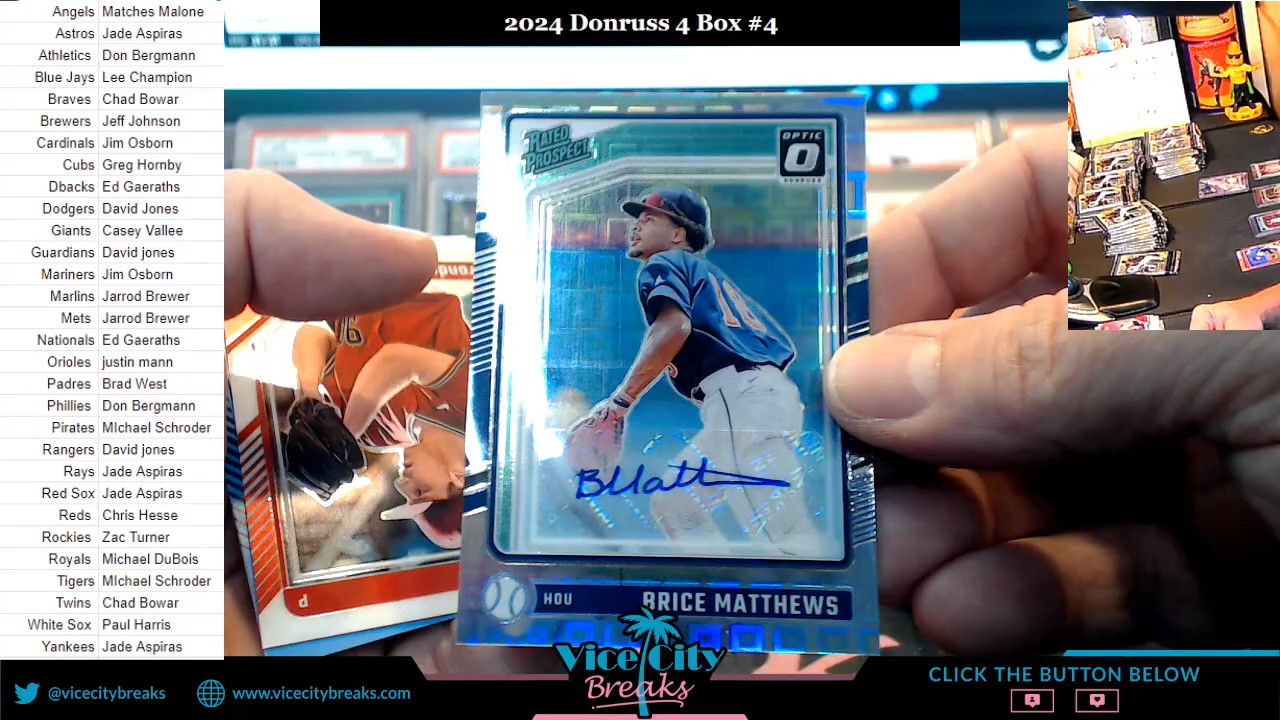 2024 Donruss 4 Box #4
Angels Matches Malone
Astros Jade Aspiras
Athletics Don Bergmann
Blue Jays Lee Champion
Braves Chad Bowar
Brewers Jeff Johnson
Cardinals Jim Osborn
Cubs Greg Hornby
Dbacks Ed Gaeraths
Dodgers David Jones
Giants Casey Vallee
Guardians David jones
Mariners Jim Osborn
Marlins Jarrod Brewer
Mets Jarrod Brewer
Nationals Ed Gaeraths
Orioles justin mann
Padres Brad West
Phillies Don Bergmann
Pirates MIchael Schroder
Rangers David jones
Rays Jade Aspiras
Red Sox Jade Aspiras
Reds Chris Hesse
Rockies Zac Turner
Royals Michael DuBois
Tigers MIchael Schroder
Twins Chad Bowar
White Sox Paul Harris
Yankees Jade Aspiras
RATED
PROSPECT
OPTIC
O
DONRUSS
18
BMatt
HOU BRICE MATTHEWS
P
Vice City
Breaks
@vicecitybreaks
www.vicecitybreaks.com
CLICK THE BUTTON BELOW